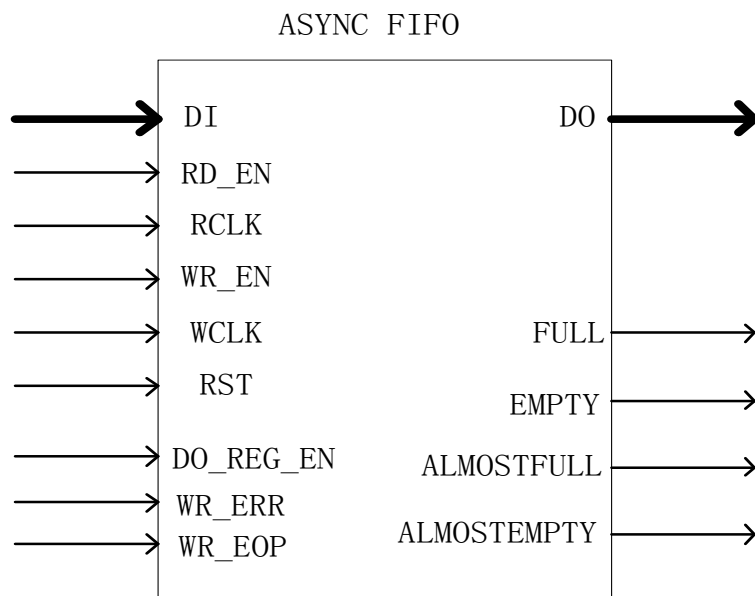 ASYNC FIFO
DI
DO
RD_EN
RCLK
WR_EN
WCLK
FULL
RST
EMPTY
DO_REG_EN
ALMOSTFULL
WR_ERR
ALMOSTEMPTY
WR_EOP